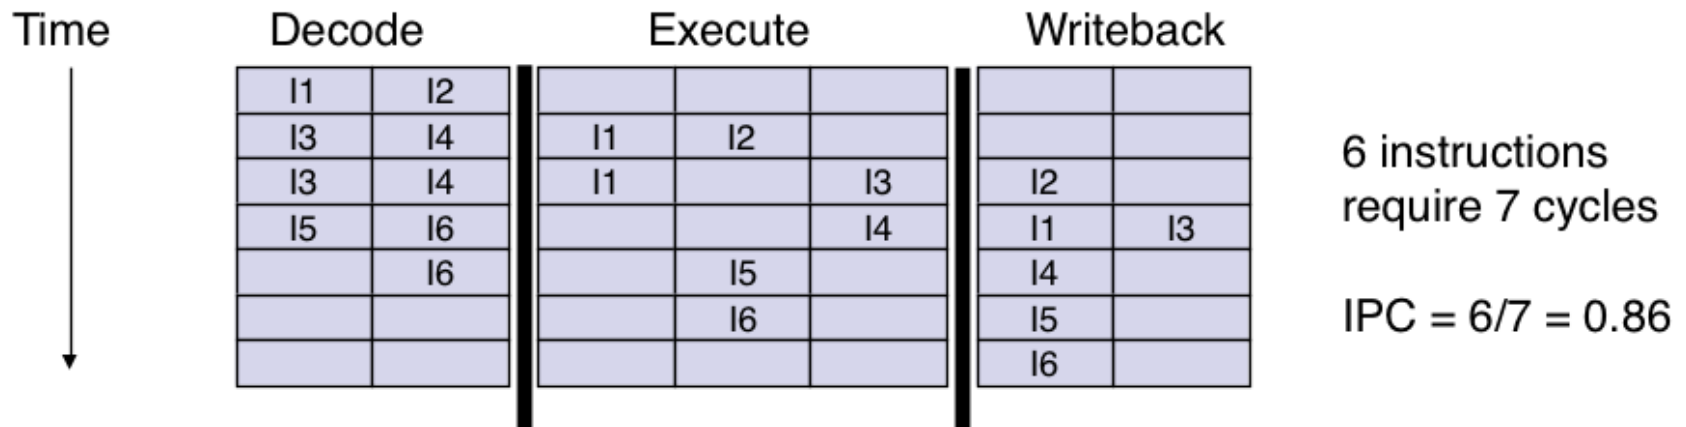 Time Decode Execute Writeback
I1 I2
I3 I4 I1 I2
I3 I4 I1 I3 I2
I5 I6 I4 I1 I3
I6 I5 I4
I6 I5
I6
6 instructions
require 7 cycles
IPC = 6/7 = 0.86